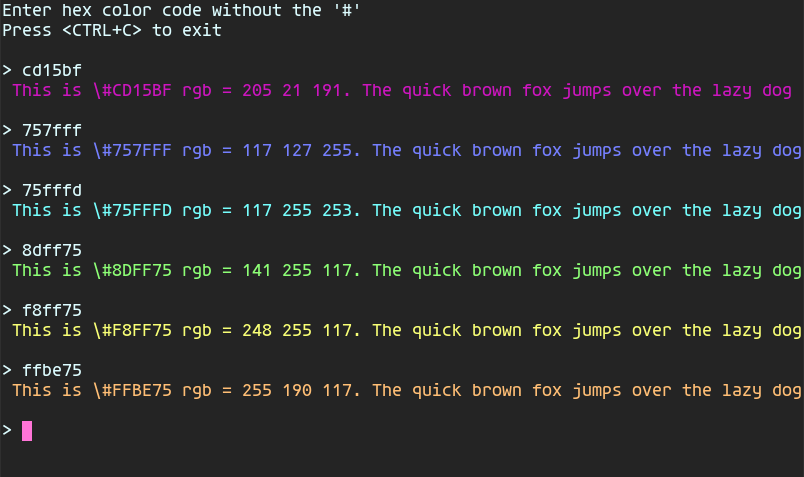 Enter hex color code without the '#'
Press <CTRL+C> to exit
> cd15bf
This is \#CD15BF rgb = 205 21 191. The quick brown fox jumps over the lazy dog
> 757fff
This is \#757FFF rgb = 117 127 255. The quick brown fox jumps over the lazy dog
> 75fffd
This is \#75FFFD rgb = 117 255 253. The quick brown fox jumps over the lazy dog
> 8dff75
This is \#8DFF75 rgb = 141 255 117. The quick brown fox jumps over the lazy dog
> f8ff75
This is \#F8FF75 rgb = 248 255 117. The quick brown fox jumps over the lazy dog
> ffbe75
This is \#FFBE75 rgb = 255 190 117. The quick brown fox jumps over the lazy dog
>